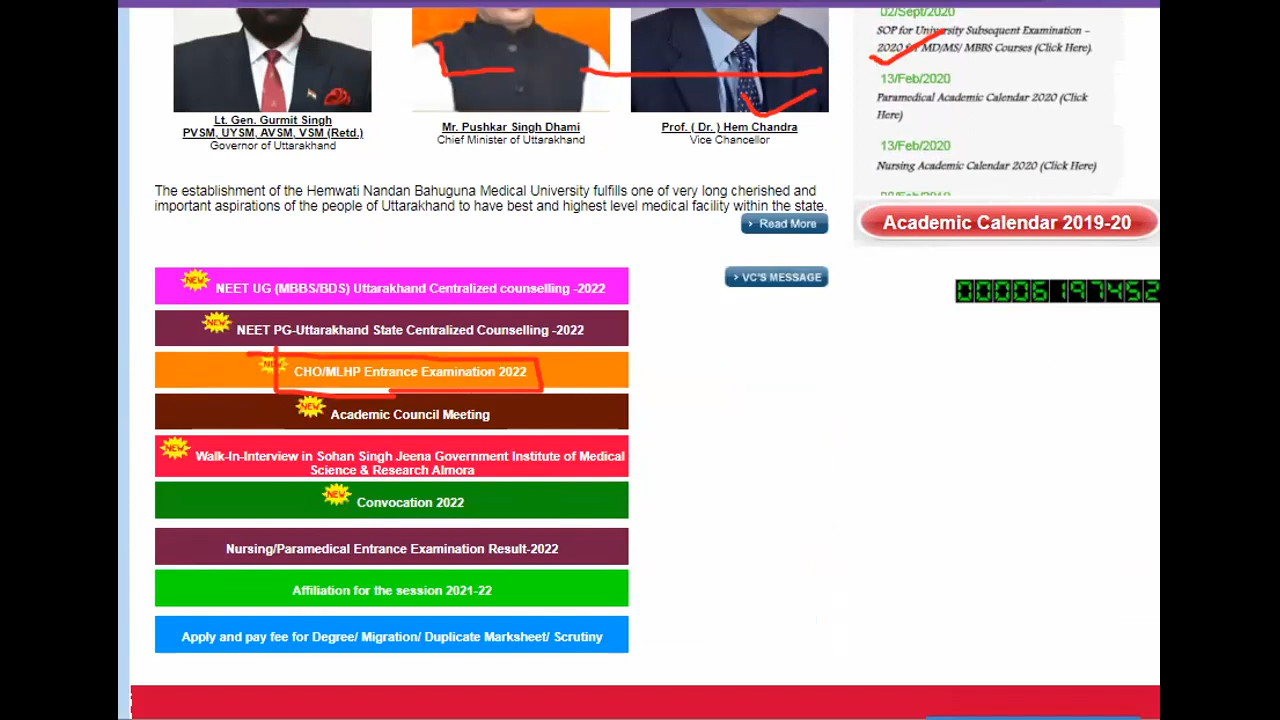 Lt. Gen. Gurmit Singh
PVSM, UYSM, AVSM, VSM (Retd.)
Governor of Uttarakhand
Mr. Pushkar Singh Dhami
Chief Minister of Uttarakhand
Prof. ( Dr. ) Hem Chandra
Vice Chancellor
The establishment of the Hemwati Nandan Bahuguna Medical University fulfills one of very long cherished and
important aspirations of the people of Uttarakhand to have best and highest level medical facility within the state.
› Read More
› VC'S MESSAGE
NEW NEET UG (MBBS/BDS) Uttarakhand Centralized counselling -2022
NEW NEET PG-Uttarakhand State Centralized Counselling -2022
NEW CHO/MLHP Entrance Examination 2022
NEW Academic Council Meeting
NEW Walk-In-Interview in Sohan Singh Jeena Government Institute of Medical
Science & Research Almora
NEW Convocation 2022
Nursing/Paramedical Entrance Examination Result-2022
Affiliation for the session 2021-22
Apply and pay fee for Degree/ Migration/ Duplicate Marksheet/ Scrutiny
02/Sept/2020
SOP for University Subsequent Examination –
2020 for MD/MS/ MBBS Courses (Click Here).
13/Feb/2020
Paramedical Academic Calendar 2020 (Click
Here)
13/Feb/2020
Nursing Academic Calendar 2020 (Click Here)
Academic Calendar 2019-20
000006197452